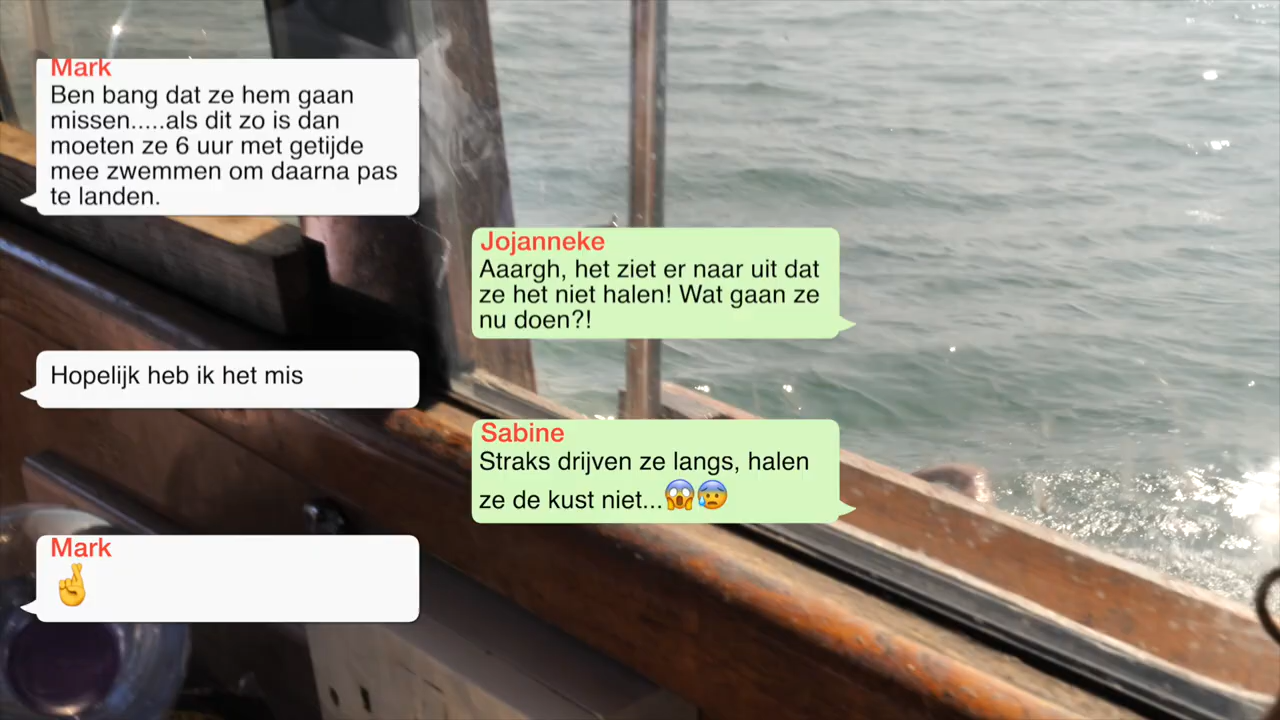 Mark
Ben bang dat ze hem gaan
missen.....als dit zo is dan
moeten ze 6 uur met getijde
mee zwemmen om daarna pas
te landen.
Jojanneke
Aaargh, het ziet er naar uit dat
ze het niet halen! Wat gaan ze
nu doen?!
Hopelijk heb ik het mis
Sabine
Straks drijven ze langs, halen
ze de kust niet...😱😰
Mark
🤞